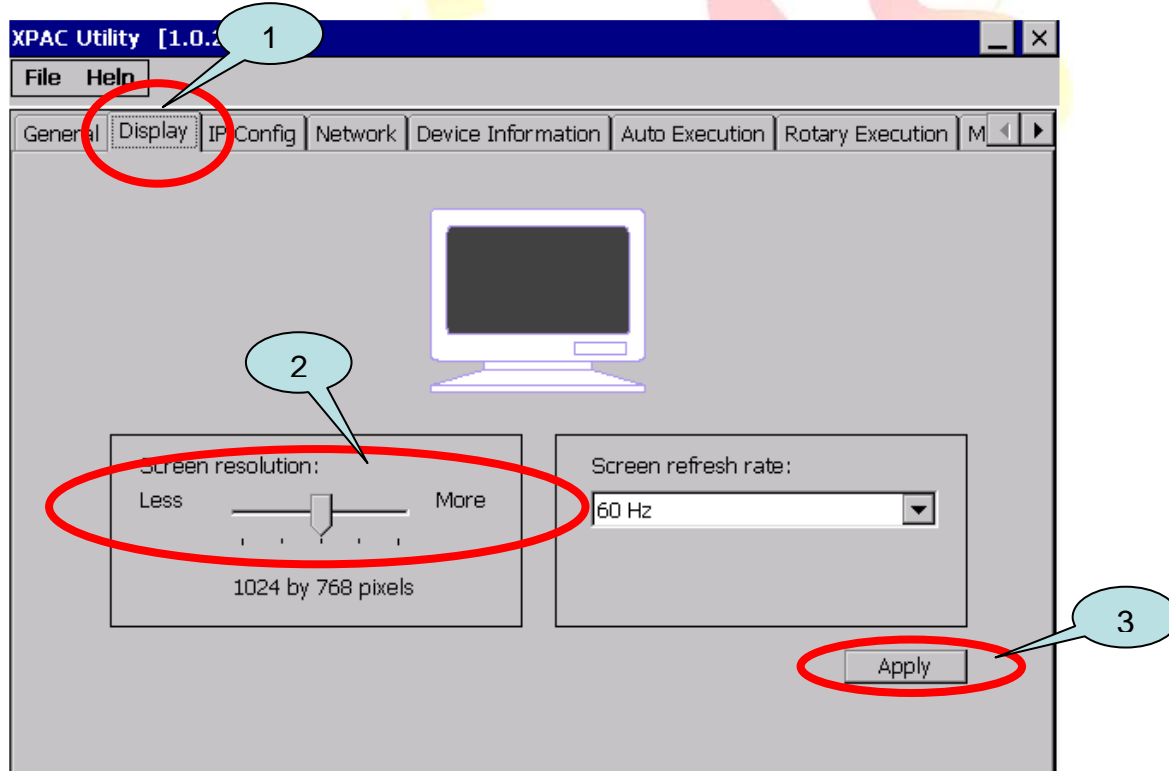 1
XPAC Utility [1.0.2
File Help
General Display IP Config Network Device Information Auto Execution Rotary Execution M
2
Screen resolution:
Less More
1024 by 768 pixels
Screen refresh rate:
60 Hz
3
Apply